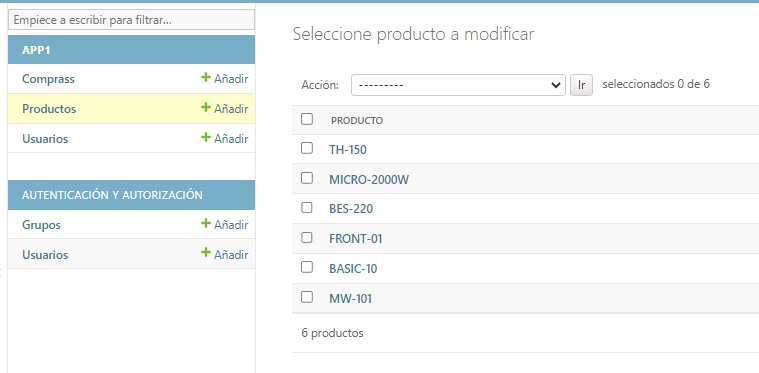 Empiece a escribir para filtrar...
APP1
Comprass + Añadir
Productos + Añadir
Usuarios + Añadir
AUTENTICACIÓN Y AUTORIZACIÓN
Grupos + Añadir
Usuarios + Añadir
Seleccione producto a modificar
Acción: --------- Ir seleccionados 0 de 6
PRODUCTO
TH-150
MICRO-2000W
BES-220
FRONT-01
BASIC-10
MW-101
6 productos